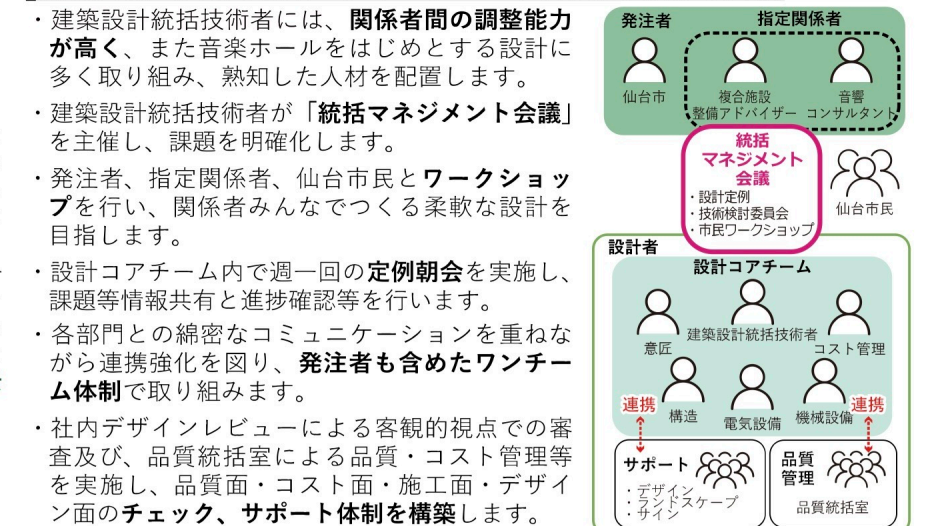 ・建築設計統括技術者には、関係者間の調整能力
が高く、また音楽ホールをはじめとする設計に
多く取り組み、熟知した人材を配置します。
・建築設計統括技術者が「統括マネジメント会議」
を主催し、課題を明確化します。
・発注者、指定関係者、仙台市民とワークショッ
プを行い、関係者みんなでつくる柔軟な設計を
目指します。
・設計コアチーム内で週一回の定例朝会を実施し、
課題等情報共有と進捗確認等を行います。
・各部門との綿密なコミュニケーションを重ねな
がら連携強化を図り、発注者も含めたワンチー
ム体制で取り組みます。
・社内デザインレビューによる客観的視点での審
査及び、品質統括室による品質・コスト管理等
を実施し、品質面・コスト面・施工面・デザイ
ン面のチェック、サポート体制を構築します。
発注者
指定関係者
仙台市
複合施設
整備アドバイザー
音響
コンサルタント
統括
マネジメント
会議
・設計定例
・技術検討委員会
・市民ワークショップ
仙台市民
設計者
設計コアチーム
意匠
建築設計統括技術者
コスト管理
構造
電気設備
機械設備
連携
連携
サポート
・デザイン
・ランドスケープ
・サイン
品質
管理
品質統括室